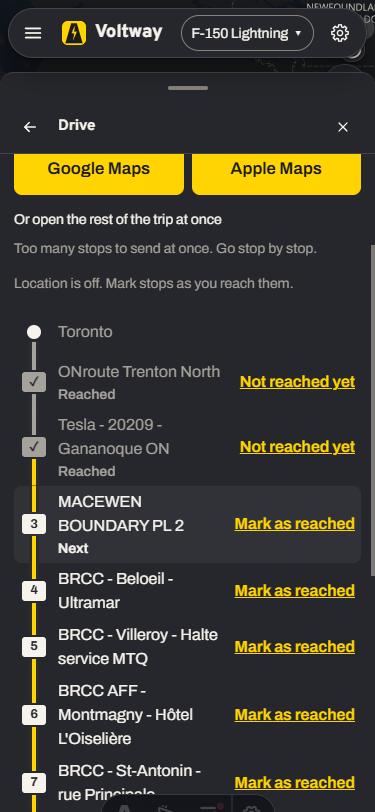 NEWFOUNDLA
Voltway
F-150 Lightning
Drive
Google Maps
Apple Maps
Or open the rest of the trip at once
Too many stops to send at once. Go stop by stop.
Location is off. Mark stops as you reach them.
Toronto
ONroute Trenton North
Reached
Not reached yet
Tesla - 20209 -
Gananoque ON
Reached
Not reached yet
3
MACEWEN
BOUNDARY PL 2
Next
Mark as reached
4
BRCC - Beloeil -
Ultramar
Mark as reached
5
BRCC - Villeroy - Halte
service MTQ
Mark as reached
6
BRCC AFF -
Montmagny - Hôtel
L'Oiselière
Mark as reached
7
BRCC - St-Antonin -
rue Principale
Mark as reached